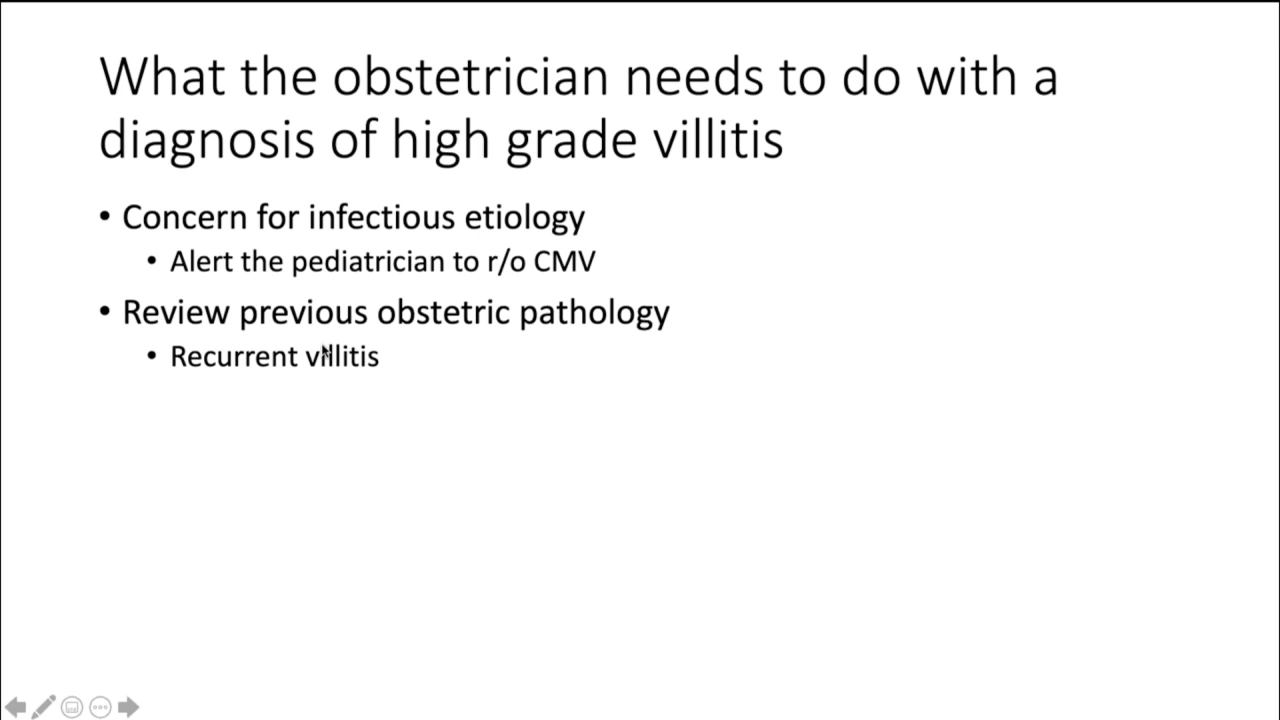 What the obstetrician needs to do with a
diagnosis of high grade villitis
• Concern for infectious etiology
• Alert the pediatrician to r/o CMV
• Review previous obstetric pathology
• Recurrent villitis